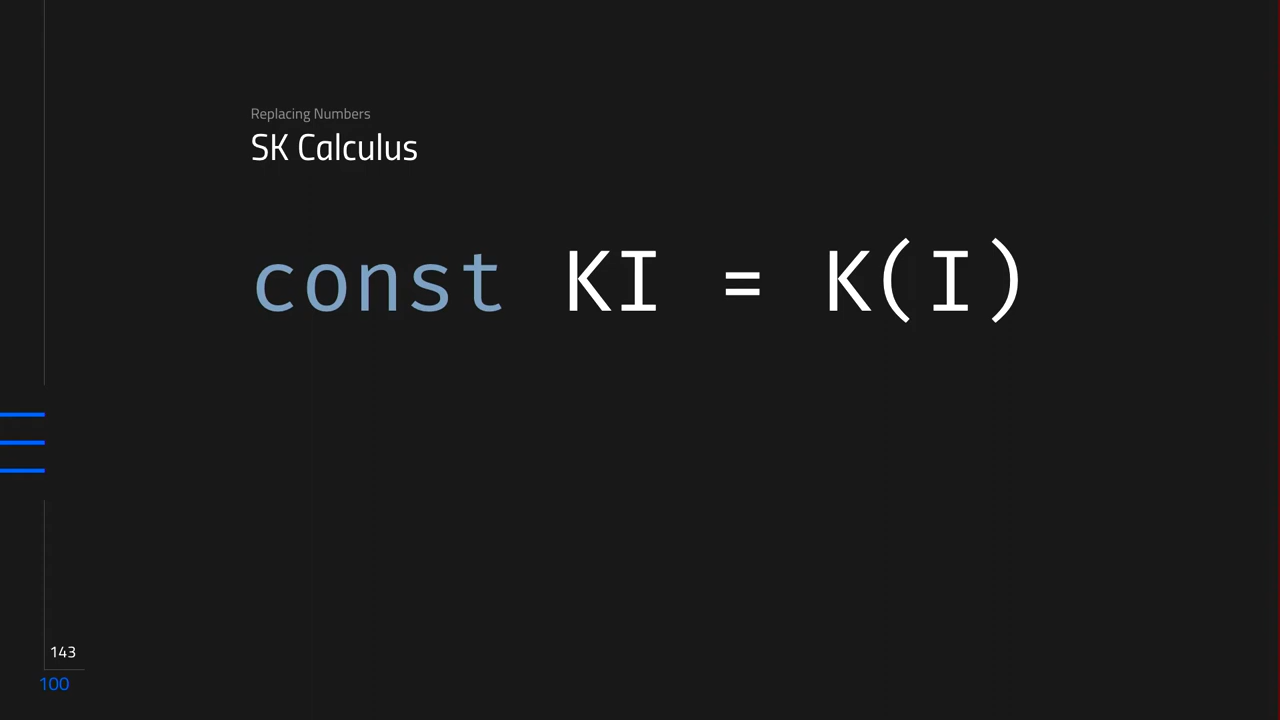 Replacing Numbers
SK Calculus
const KI = K(I)
143
100